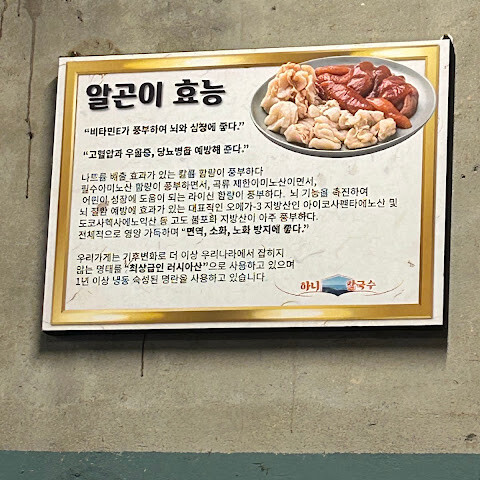 알곤이 효능
“비타민E가 풍부하여 뇌와 심장에 좋다.”
“고혈압과 우울증, 당뇨병을 예방해 준다.”
나트륨 배출 효과가 있는 칼륨 함량이 풍부하다
필수아미노산 함량이 풍부하면서, 곡류 제한아미노산이면서,
어린이 성장에 도움이 되는 라이신 함량이 풍부하다. 뇌 기능을 촉진하여
뇌 질환 예방에 효과가 있는 대표적인 오메가-3 지방산인 아이코사펜타에노산 및
도코사헥사에노익산 등 고도 불포화 지방산이 아주 풍부하다.
전체적으로 영양 가득하며 “면역, 소화, 노화 방지에 좋다.”
우리가게는 기후변화로 더 이상 우리나라에서 잡히지
않는 명태를 “최상급인 러시아산”으로 사용하고 있으며
1년 이상 냉동 숙성된 명란을 사용하고 있습니다.
하니 칼국수